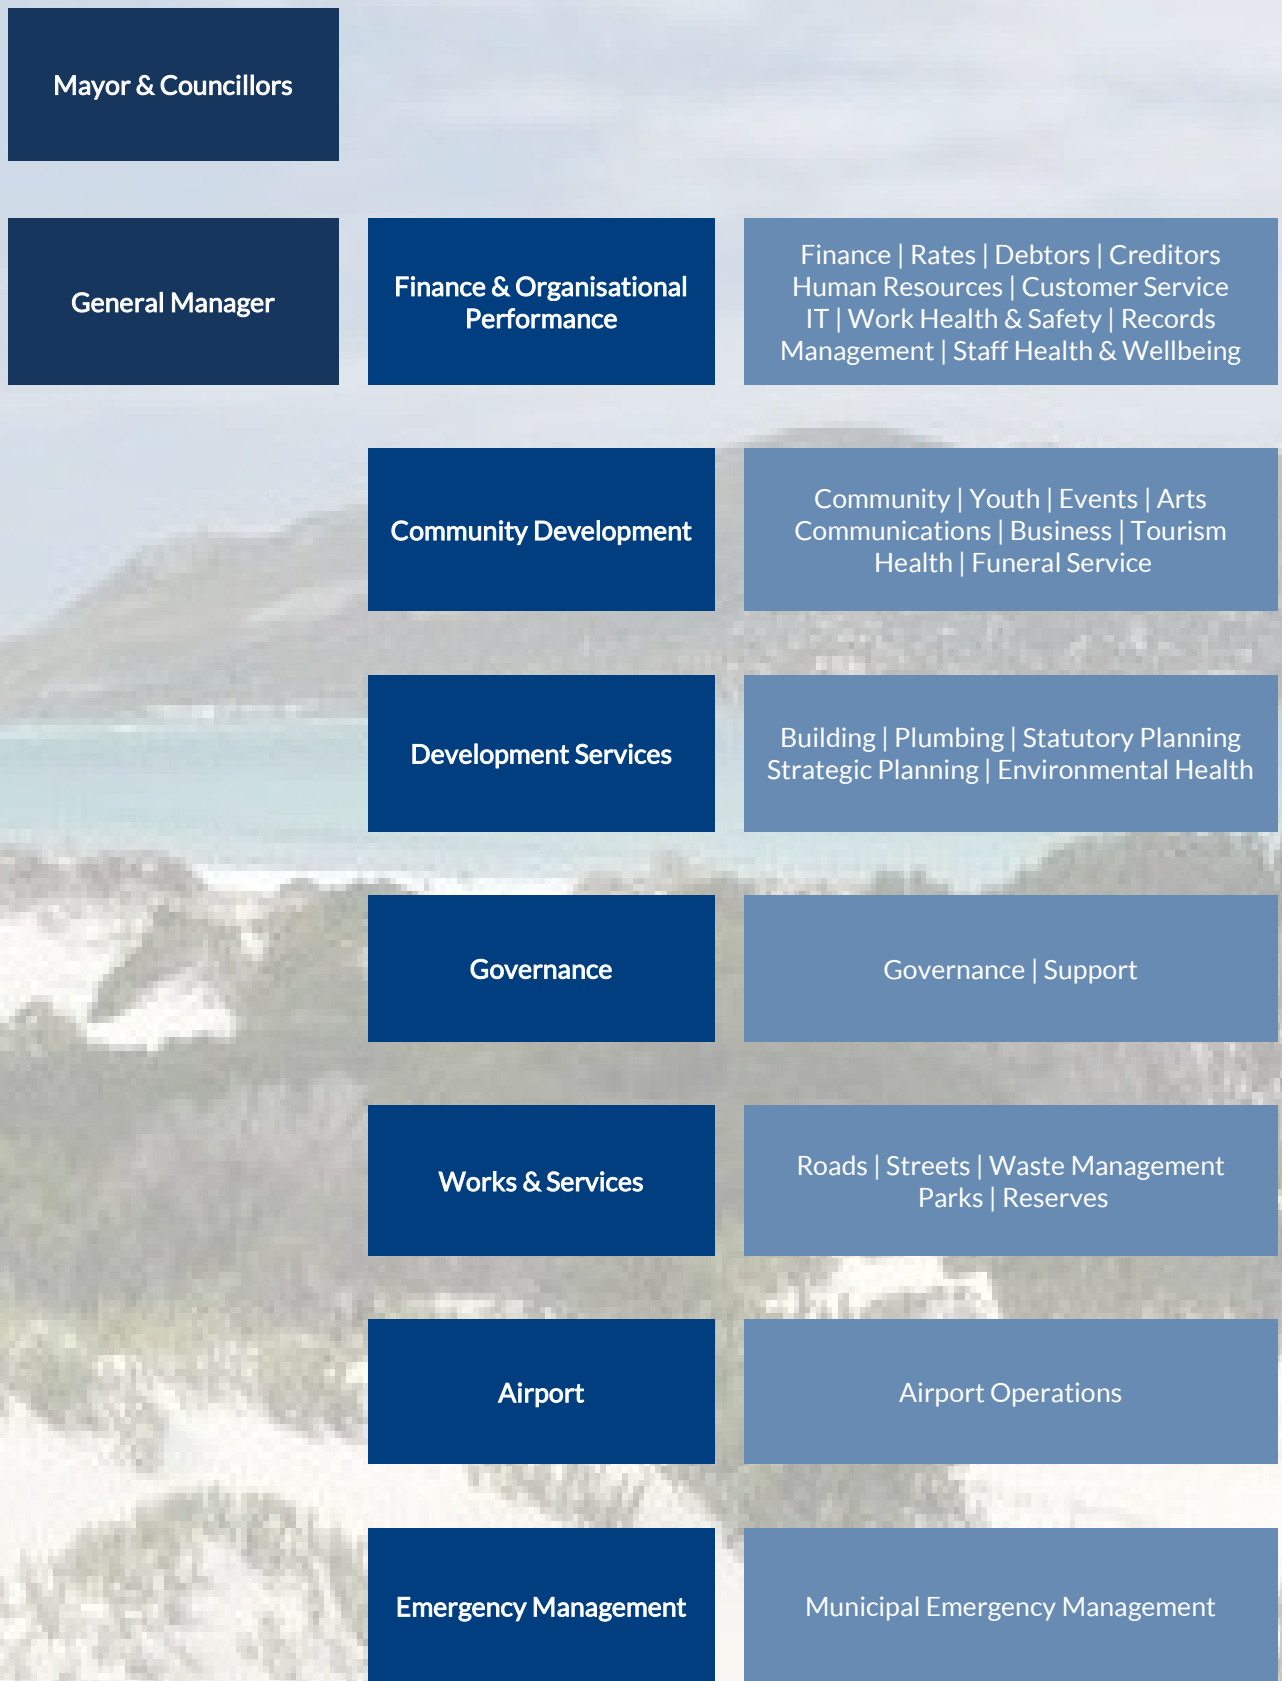 Mayor & Councillors
General Manager
Finance & Organisational
Performance
Finance | Rates | Debtors | Creditors
Human Resources | Customer Service
IT | Work Health & Safety | Records
Management | Staff Health & Wellbeing
Community Development
Community | Youth | Events | Arts
Communications | Business | Tourism
Health | Funeral Service
Development Services
Building | Plumbing | Statutory Planning
Strategic Planning | Environmental Health
Governance
Governance | Support
Works & Services
Roads | Streets | Waste Management
Parks | Reserves
Airport
Airport Operations
Emergency Management
Municipal Emergency Management